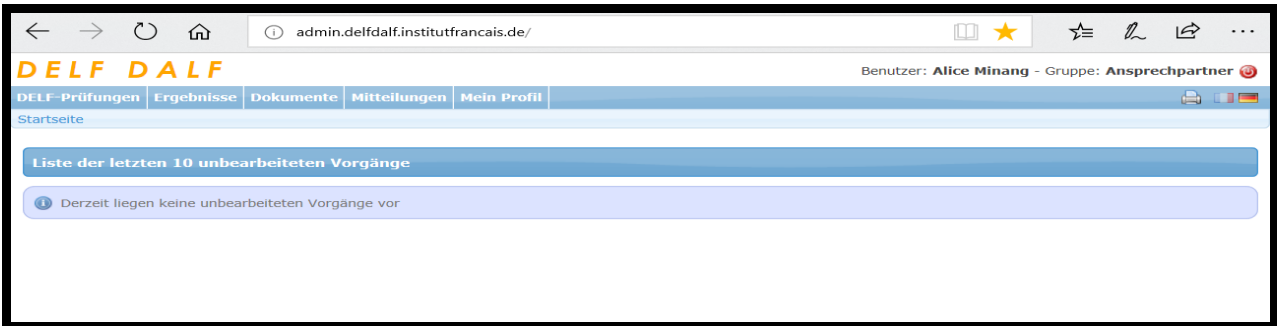 admin.delfdalf.institutfrancais.de/
DELF DALF
Benutzer: Alice Minang - Gruppe: Ansprechpartner
DELF-Prüfungen Ergebnisse Dokumente Mitteilungen Mein Profil
Startseite
Liste der letzten 10 unbearbeiteten Vorgänge
Derzeit liegen keine unbearbeiteten Vorgänge vor